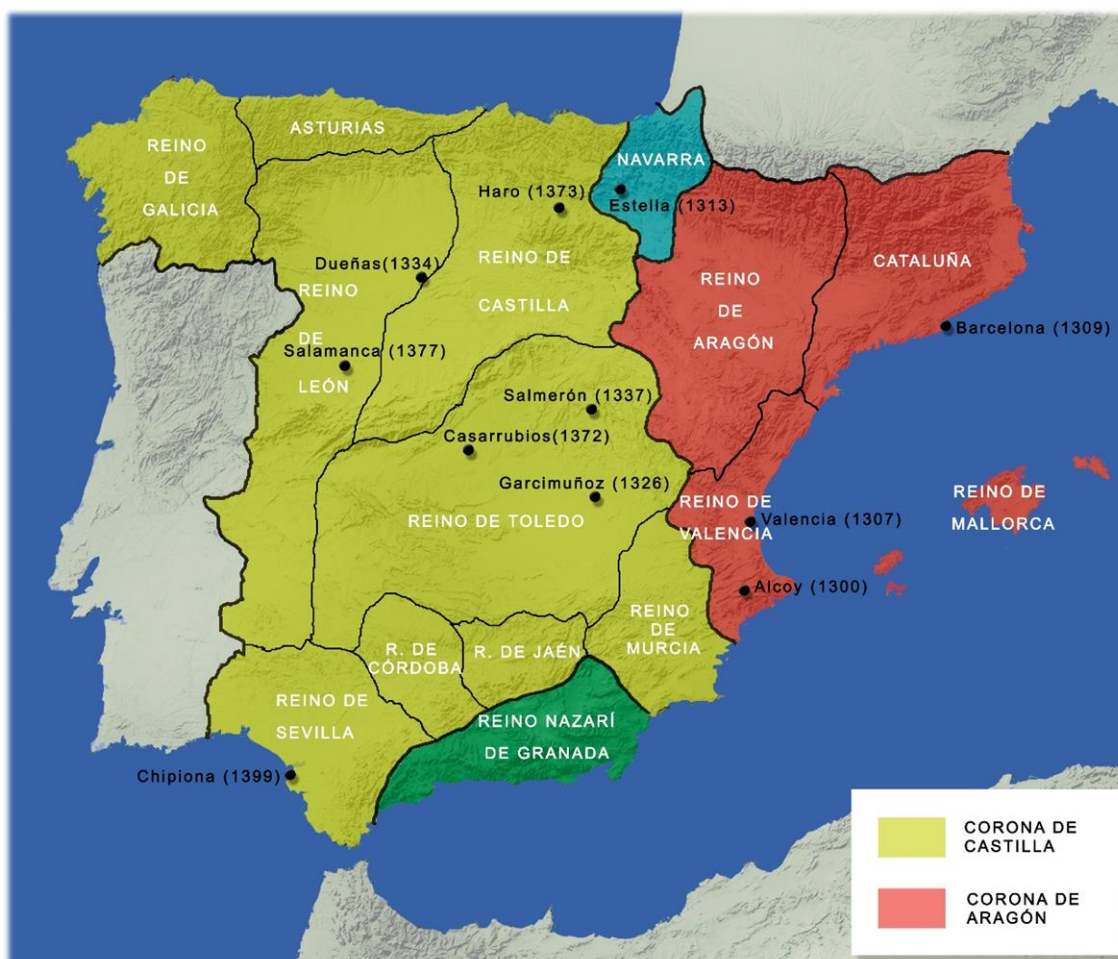 ASTURIAS
REINO
DE
GALICIA
NAVARRA
Haro (1373)
Estella (1313)
Dueñas(1334)
REINO DE
CASTILLA
REINO
DE
LEÓN
Salamanca (1377)
REINO
DE
ARAGÓN
CATALUÑA
Barcelona (1309)
Salmerón (1337)
Casarrubios(1372)
Garcimuñoz (1326)
REINO DE TOLEDO
REINO DE
VALENCIA
Valencia (1307)
REINO DE
MALLORCA
Alcoy (1300)
REINO
DE
MURCIA
R. DE
CÓRDOBA
R. DE JAÉN
REINO DE
SEVILLA
REINO NAZARÍ
DE GRANADA
Chipiona (1399)
CORONA DE
CASTILLA
CORONA DE
ARAGÓN